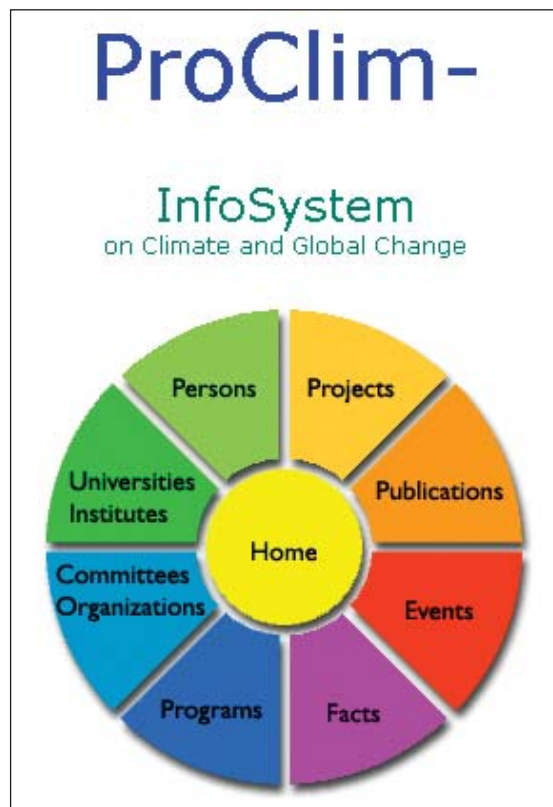 ProClim-
InfoSystem
on Climate and Global Change
Persons
Projects
Universities
Institutes
Publications
Home
Committees
Organizations
Events
Programs
Facts